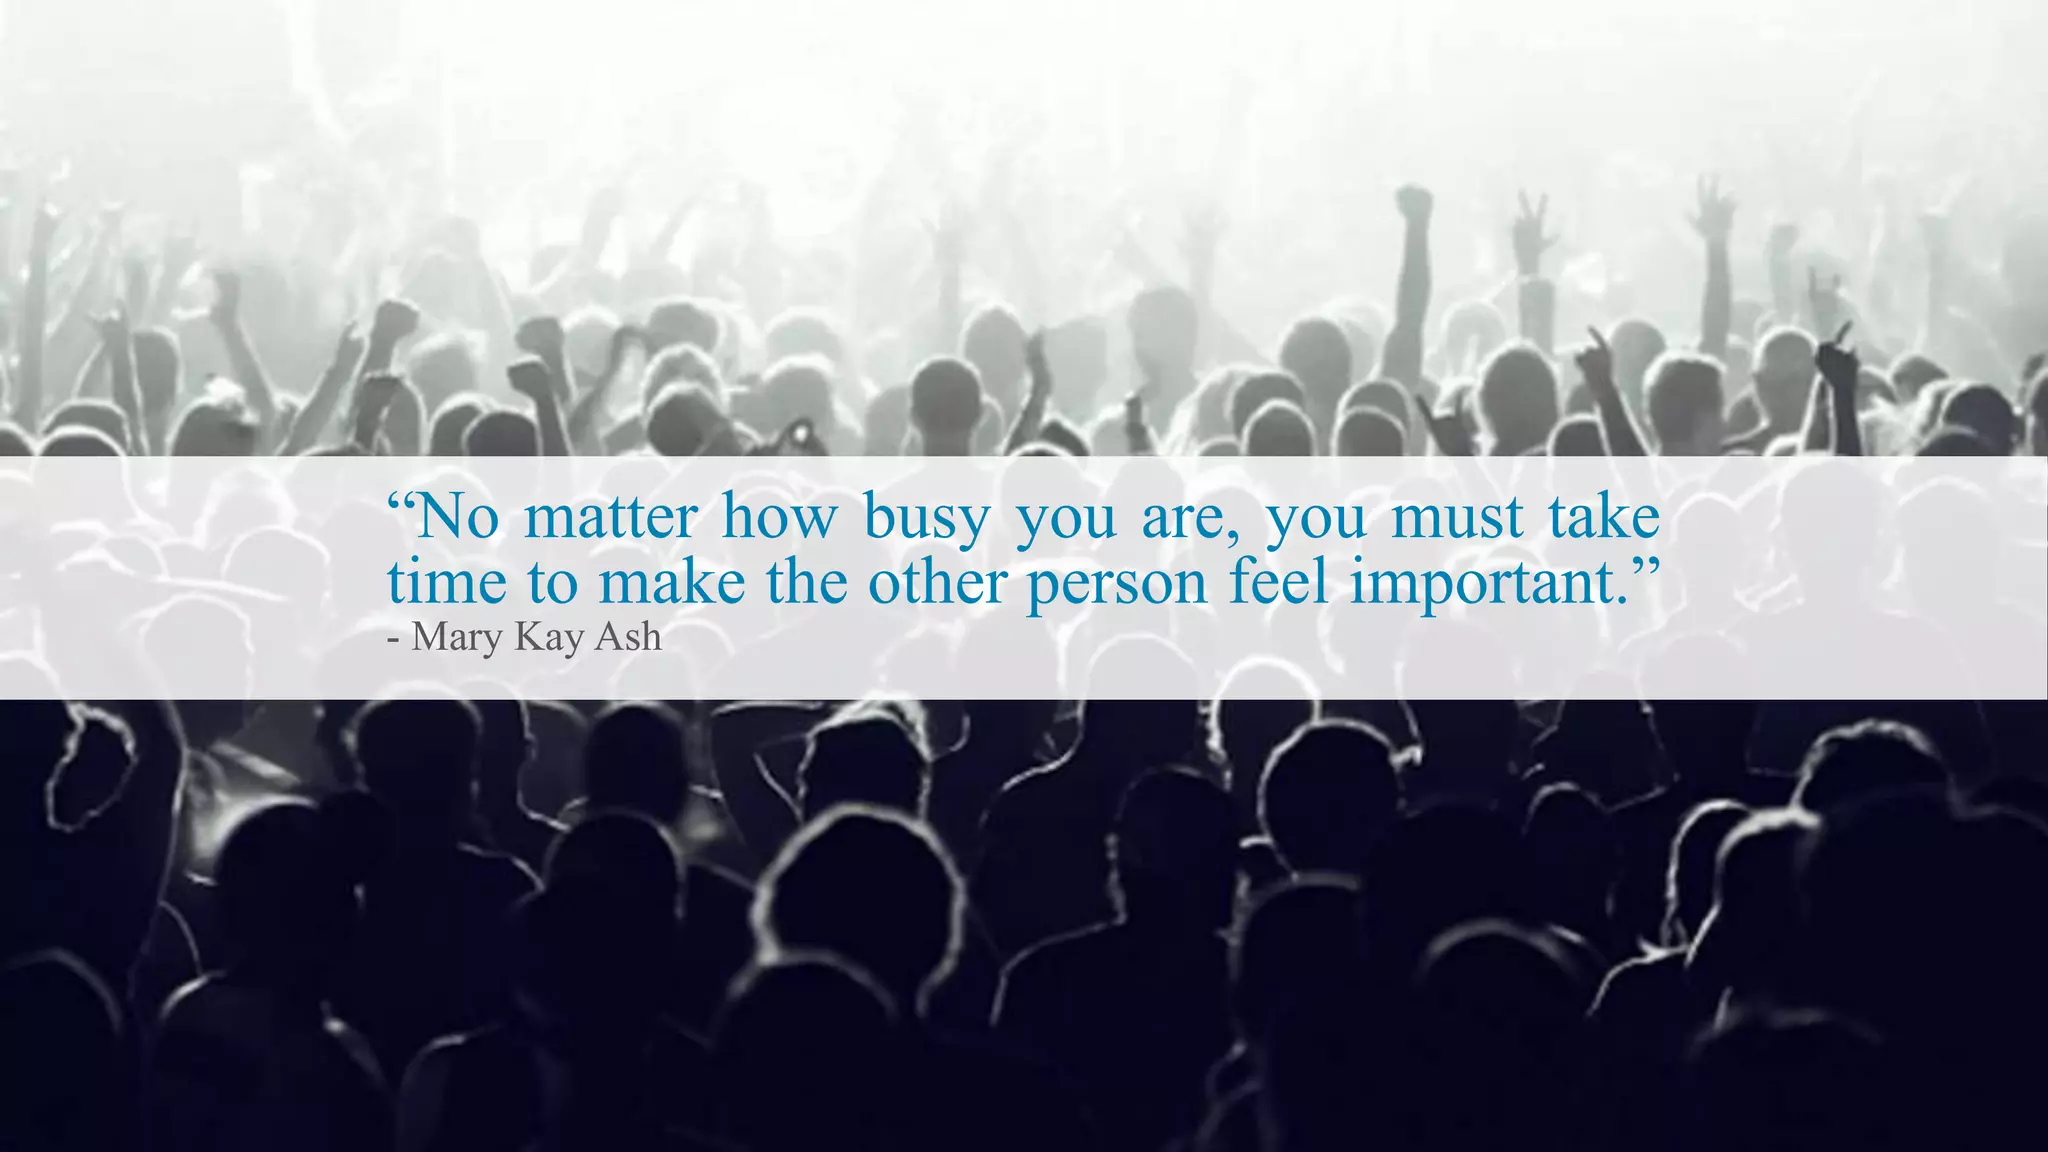 “No matter how busy you are, you must take
time to make the other person feel important.”
- Mary Kay Ash